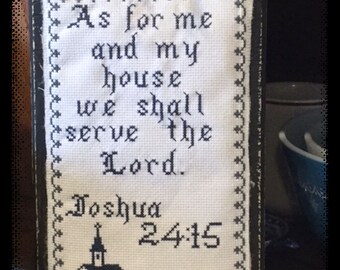 As for me
and my
house
we shall
serve the
Lord.
Joshua
24:15